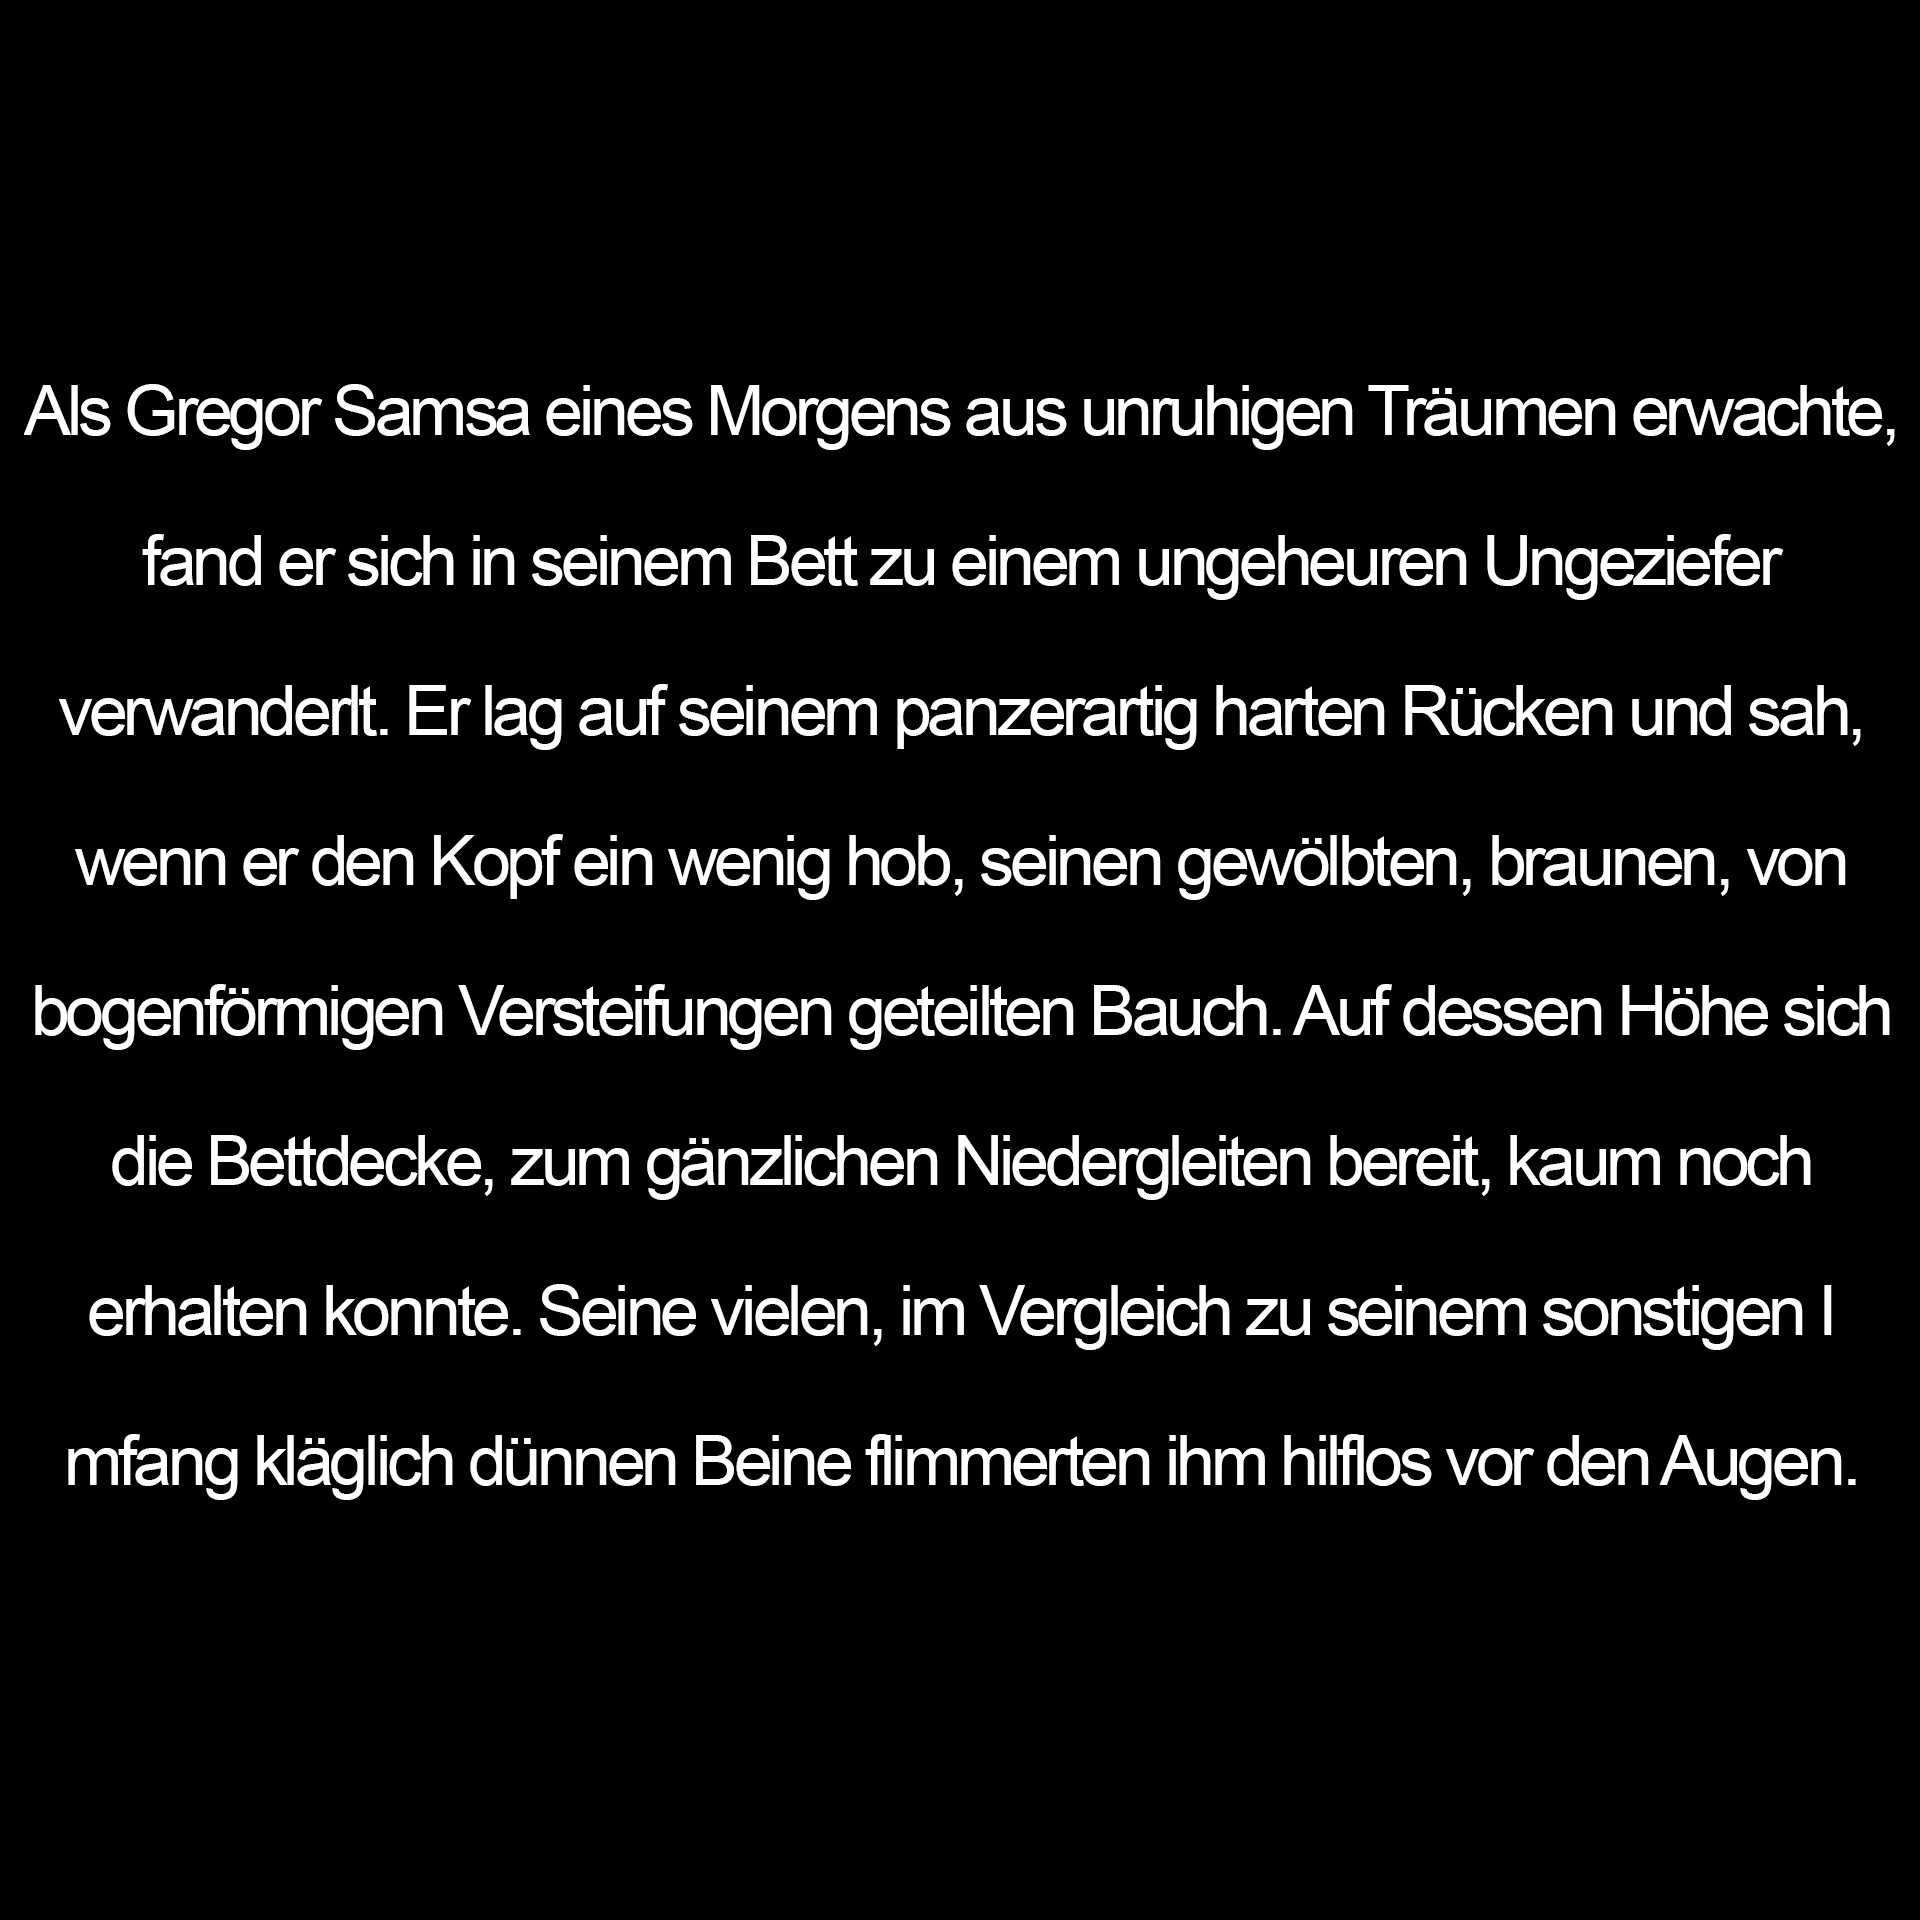 Als Gregor Samsa eines Morgens aus unruhigen Träumen erwachte,
fand er sich in seinem Bett zu einem ungeheuren Ungeziefer
verwanderlt. Er lag auf seinem panzerartig harten Rücken und sah,
wenn er den Kopf ein wenig hob, seinen gewölbten, braunen, von
bogenförmigen Versteifungen geteilten Bauch. Auf dessen Höhe sich
die Bettdecke, zum gänzlichen Niedergleiten bereit, kaum noch
erhalten konnte. Seine vielen, im Vergleich zu seinem sonstigen I
mfang kläglich dünnen Beine flimmerten ihm hilflos vor den Augen.